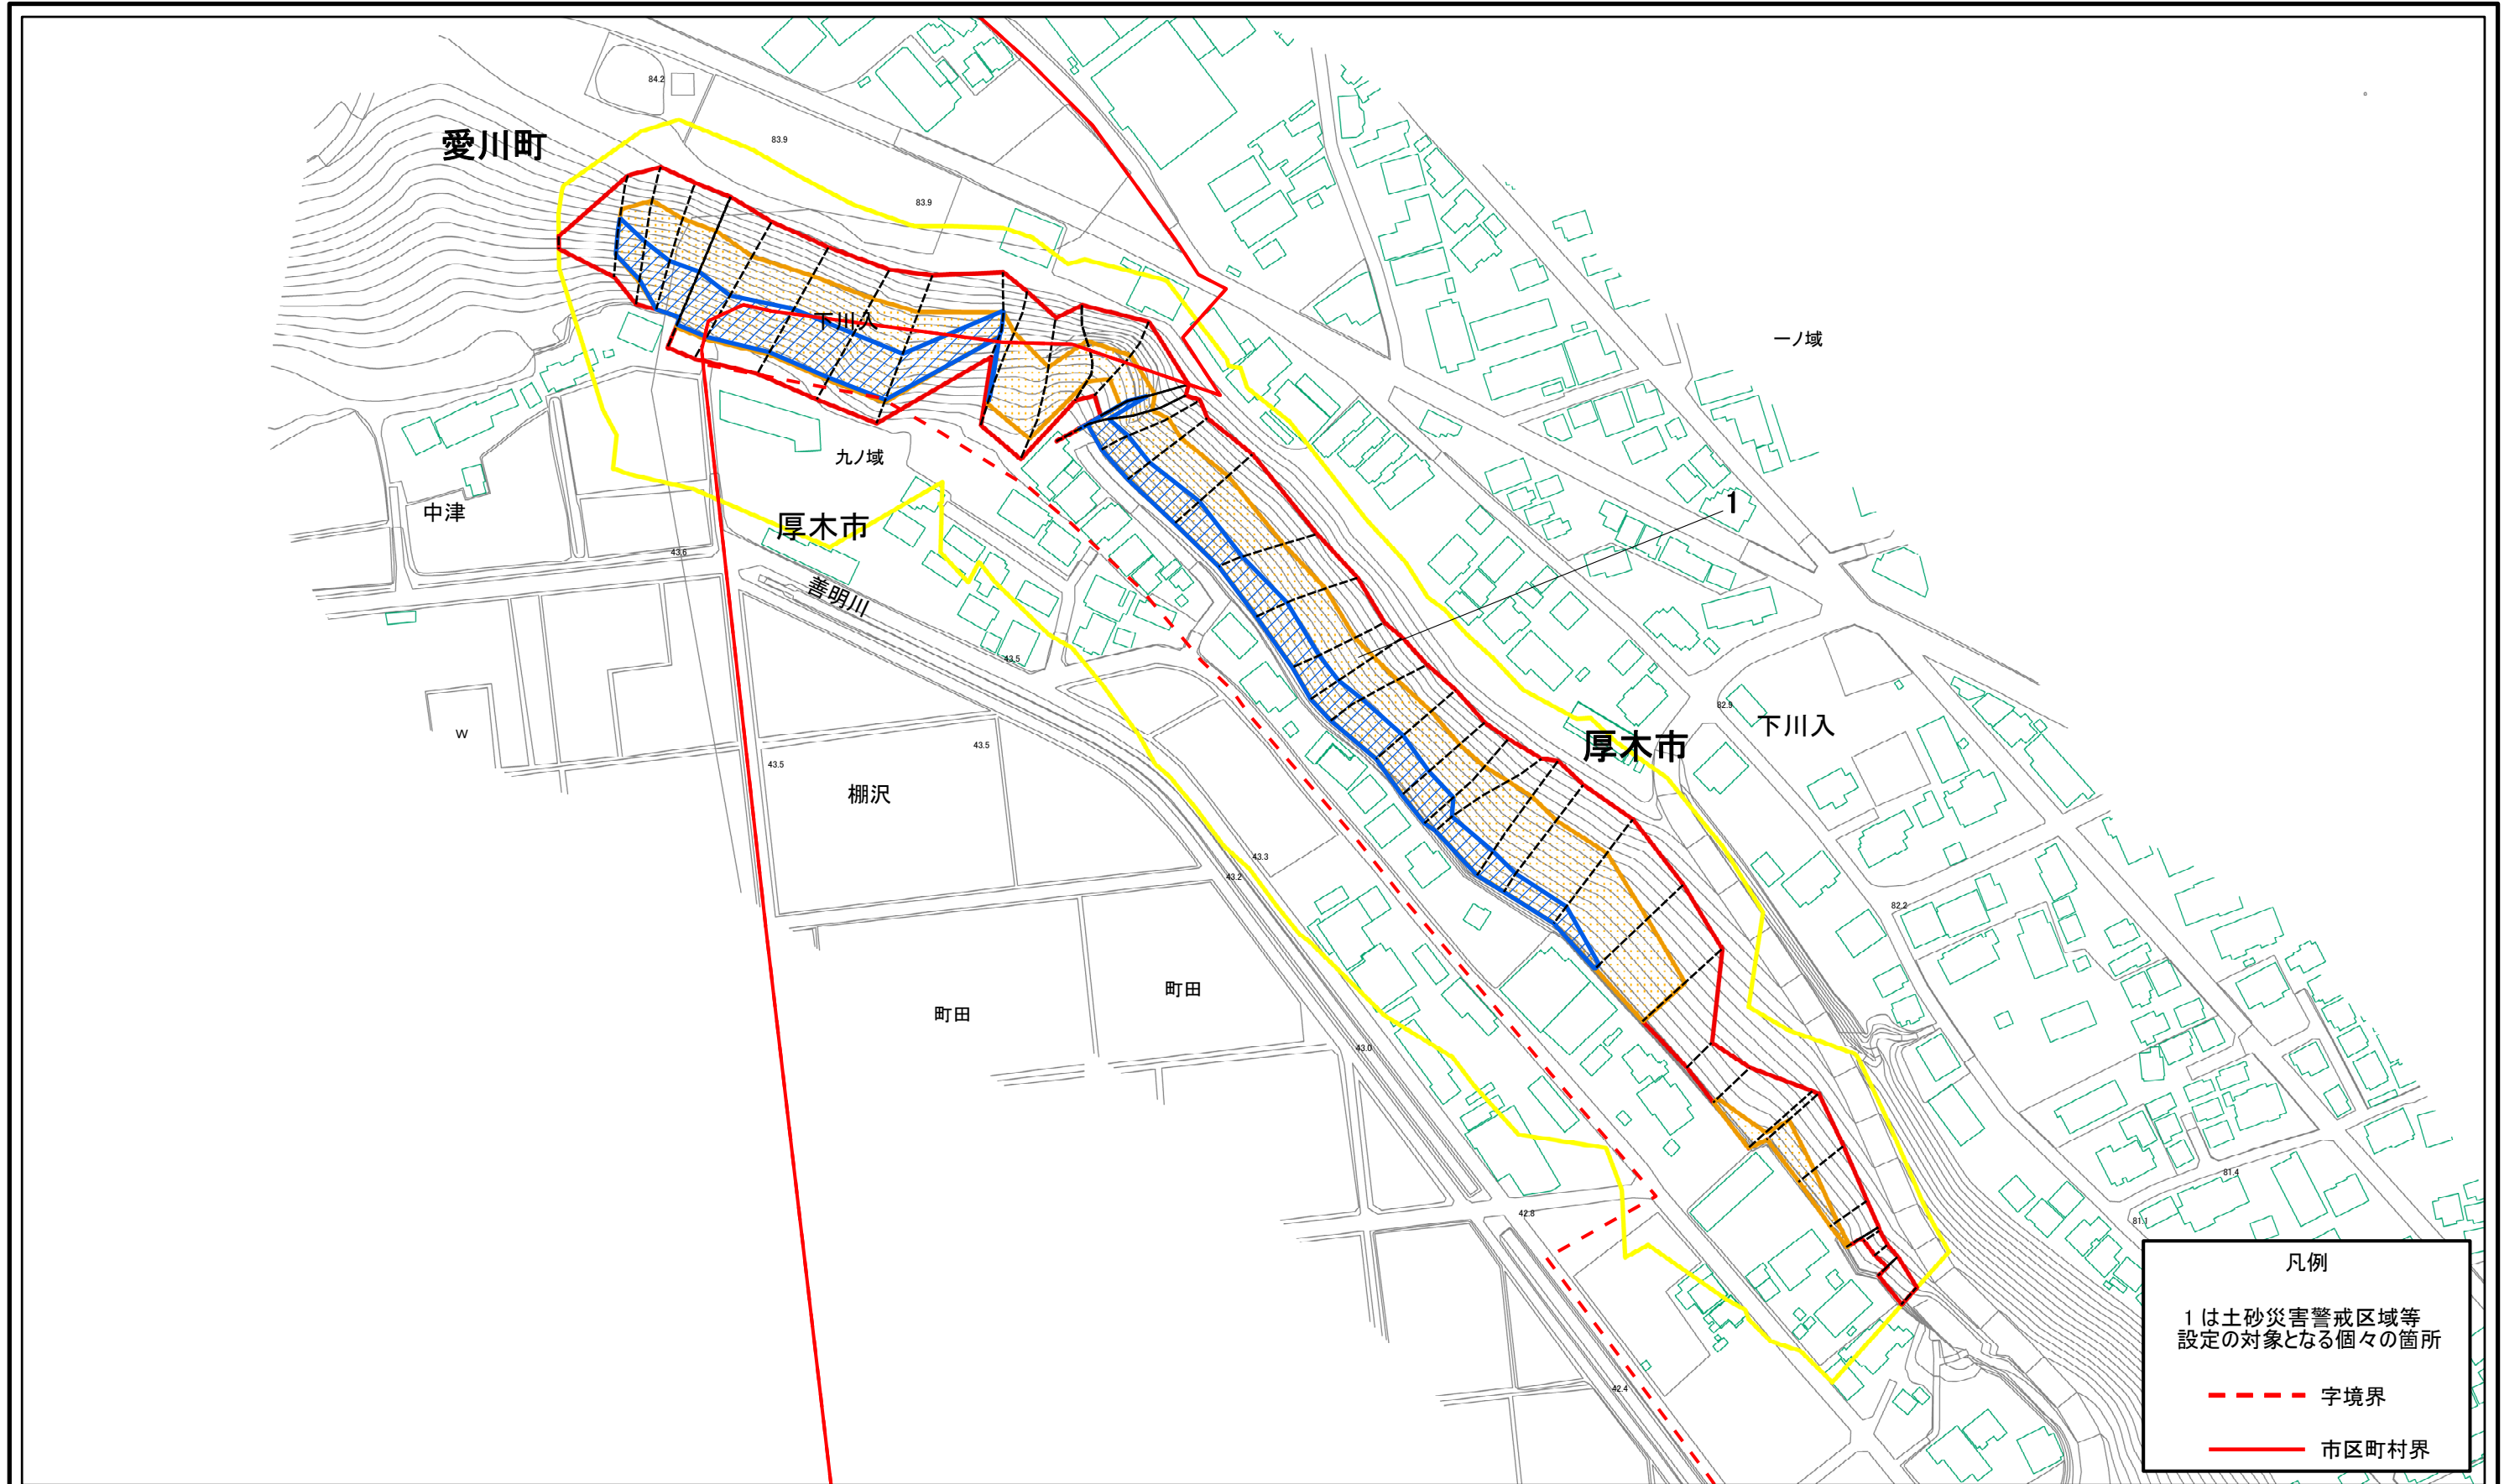 84.2
愛川町
83.9
83.9
下川入
一ノ域
九ノ域
1
中津
厚木市
43.6
善明川
43.5
82.9
下川入
W
43.5
厚木市
43.5
棚沢
43.3
43.2
82.2
町田
町田
43.0
81.4
42.8
81.1
42.4
凡例
1は土砂災害警戒区域等
設定の対象となる個々の箇所
字境界
市区町村界